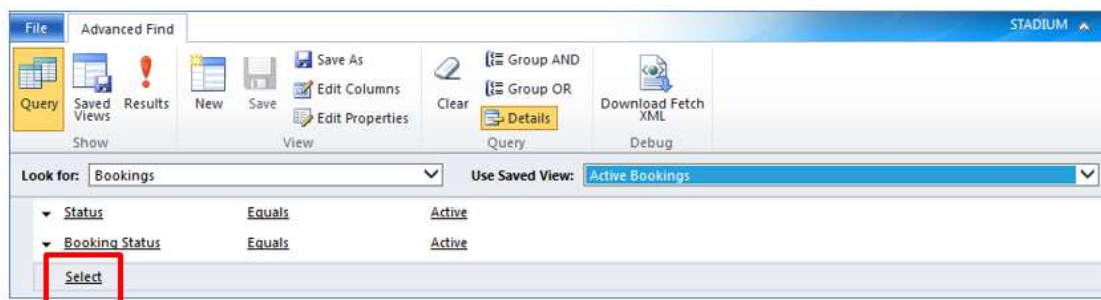 File Advanced Find STADIUM
Save As Group AND
Edit Columns Group OR
Query Saved Views Results New Save Edit Properties Clear Details Download Fetch XML
Show View Query Debug
Look for: Bookings Use Saved View: Active Bookings
Status Equals Active
Booking Status Equals Active
Select